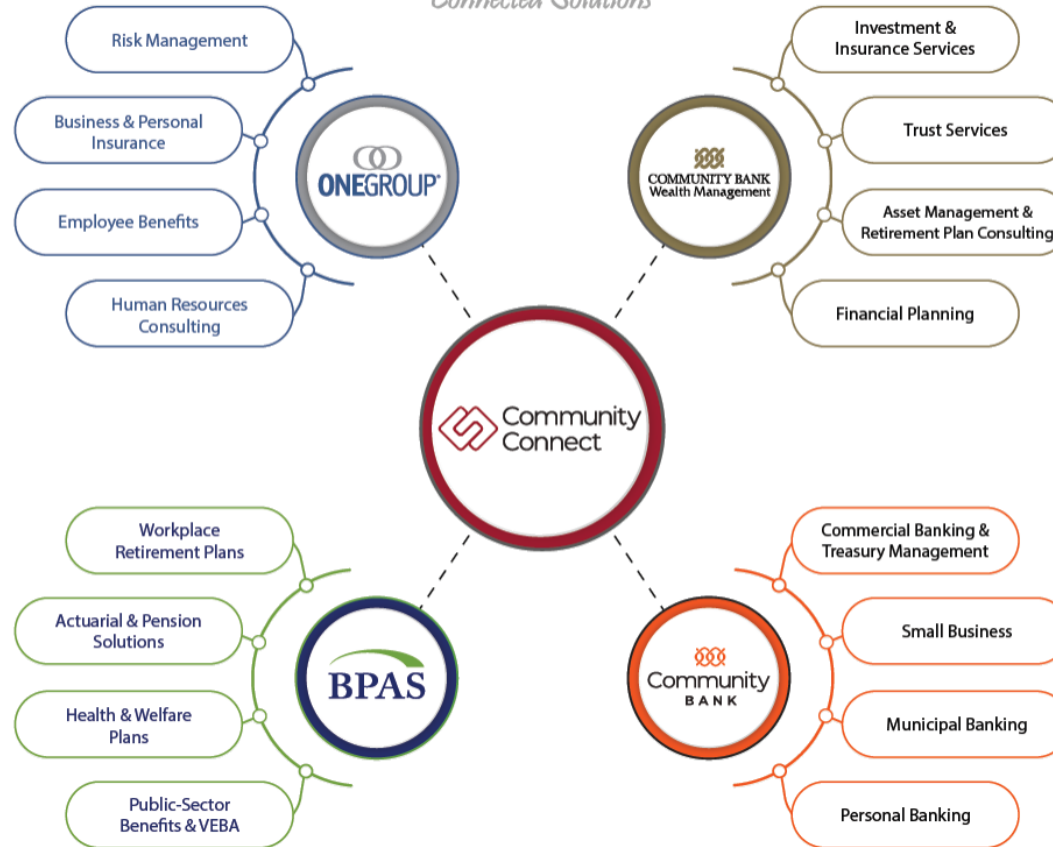 Connected Solutions
Risk Management
Business & Personal
Insurance
Employee Benefits
Human Resources
Consulting
ONEGROUP®
Investment &
Insurance Services
Trust Services
Asset Management &
Retirement Plan Consulting
Financial Planning
COMMUNITY BANK
Wealth Management
Community
Connect
Workplace
Retirement Plans
Actuarial & Pension
Solutions
Health & Welfare
Plans
Public-Sector
Benefits & VEBA
BPAS
Commercial Banking &
Treasury Management
Small Business
Municipal Banking
Personal Banking
Community
BANK